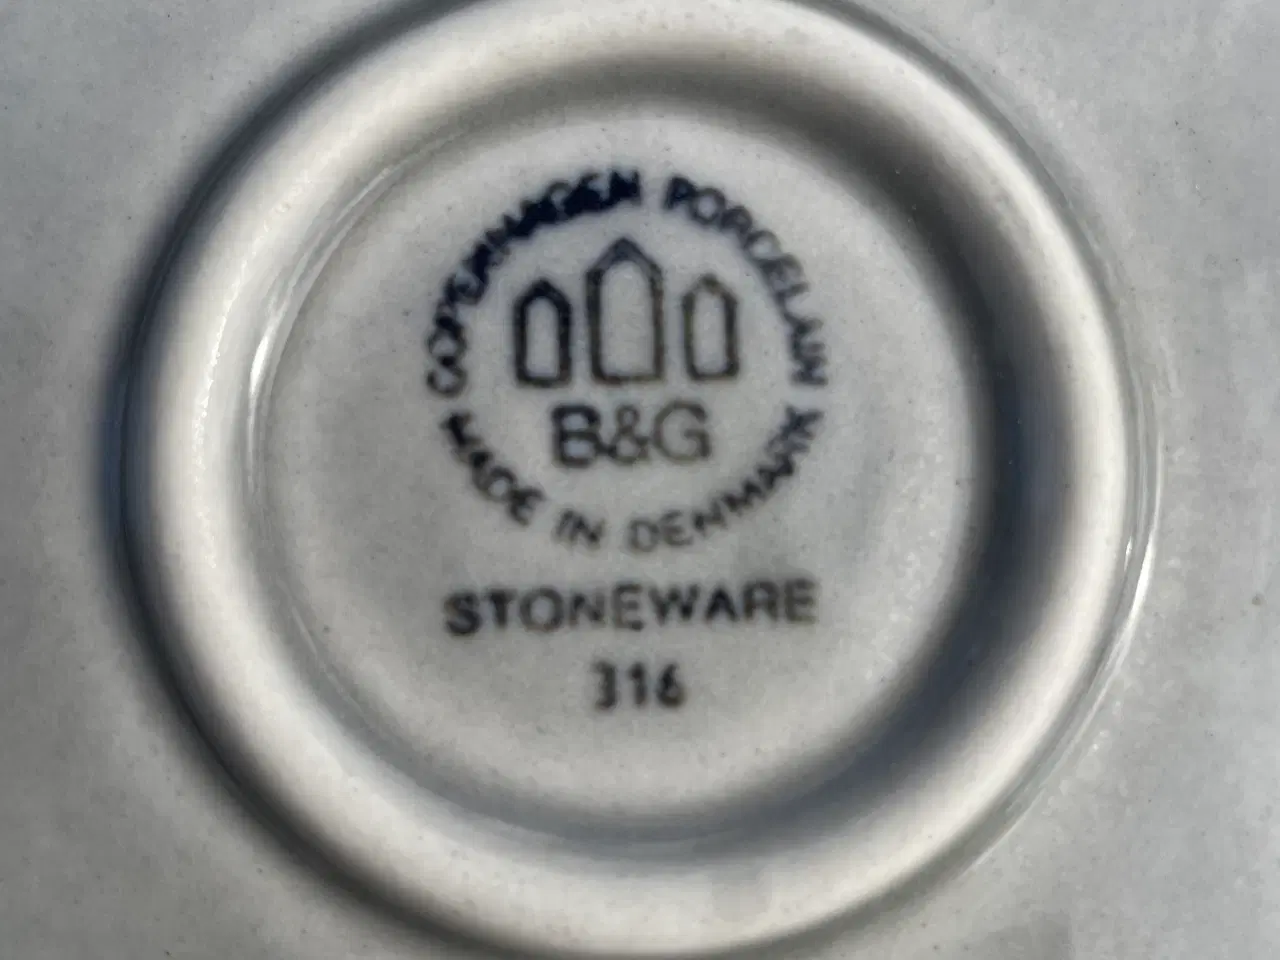 COPENHAGEN PORCELAIN
B&G
MADE IN DENMARK
STONEWARE
316